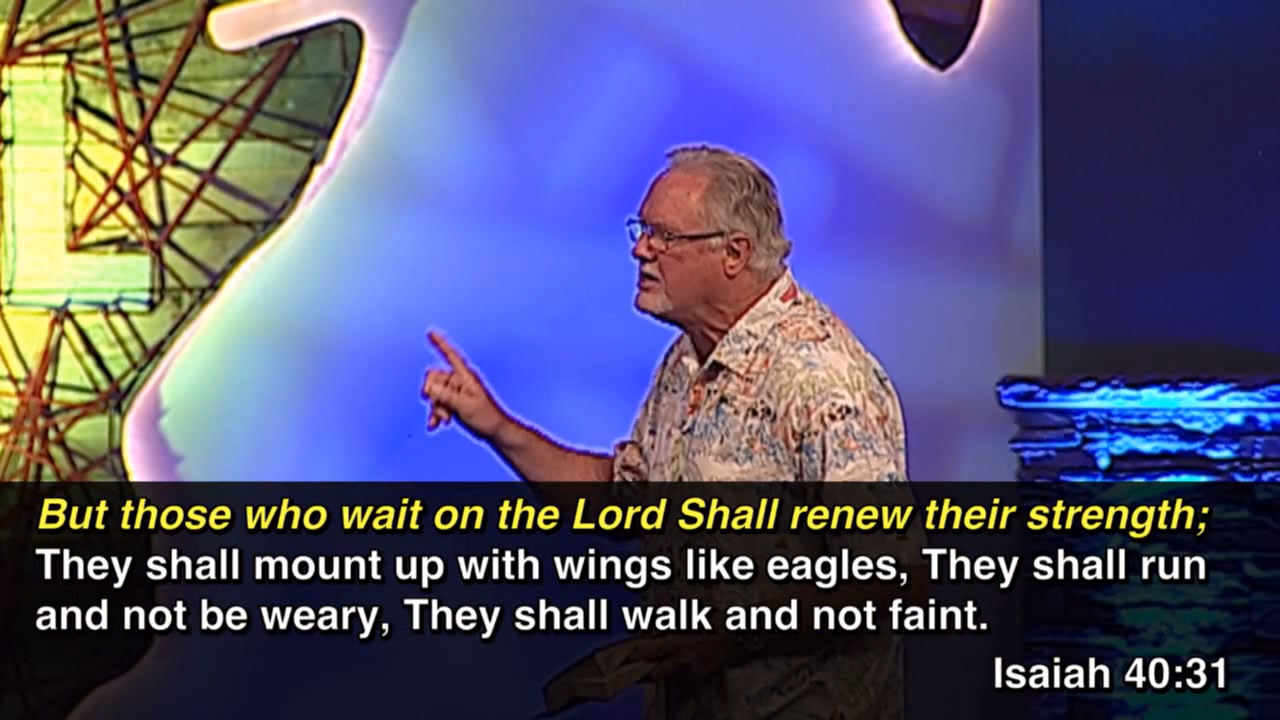 L
But those who wait on the Lord Shall renew their strength;
They shall mount up with wings like eagles, They shall run
and not be weary, They shall walk and not faint.
Isaiah 40:31